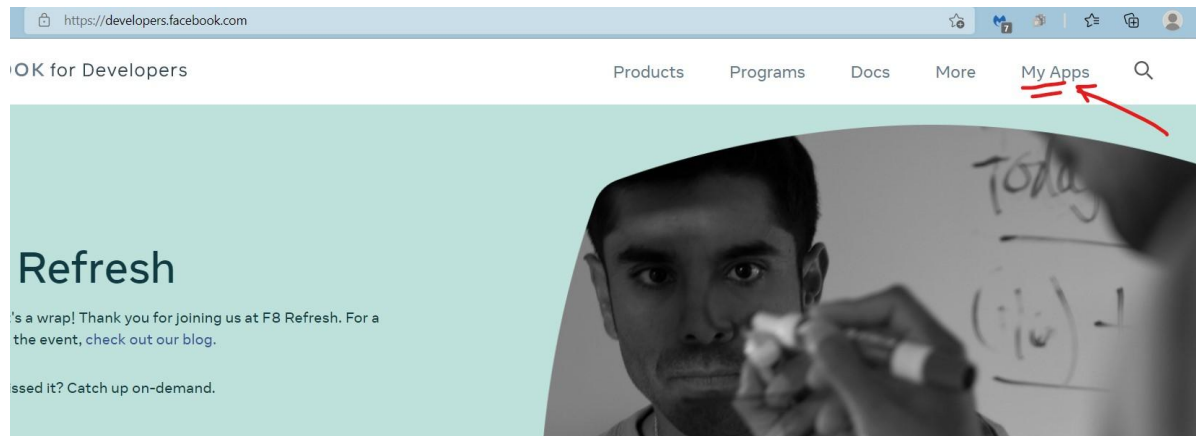 https://developers.facebook.com
7
OK for Developers
Products Programs Docs More My Apps
Refresh
's a wrap! Thank you for joining us at F8 Refresh. For a
the event, check out our blog.
ssed it? Catch up on-demand.
Today